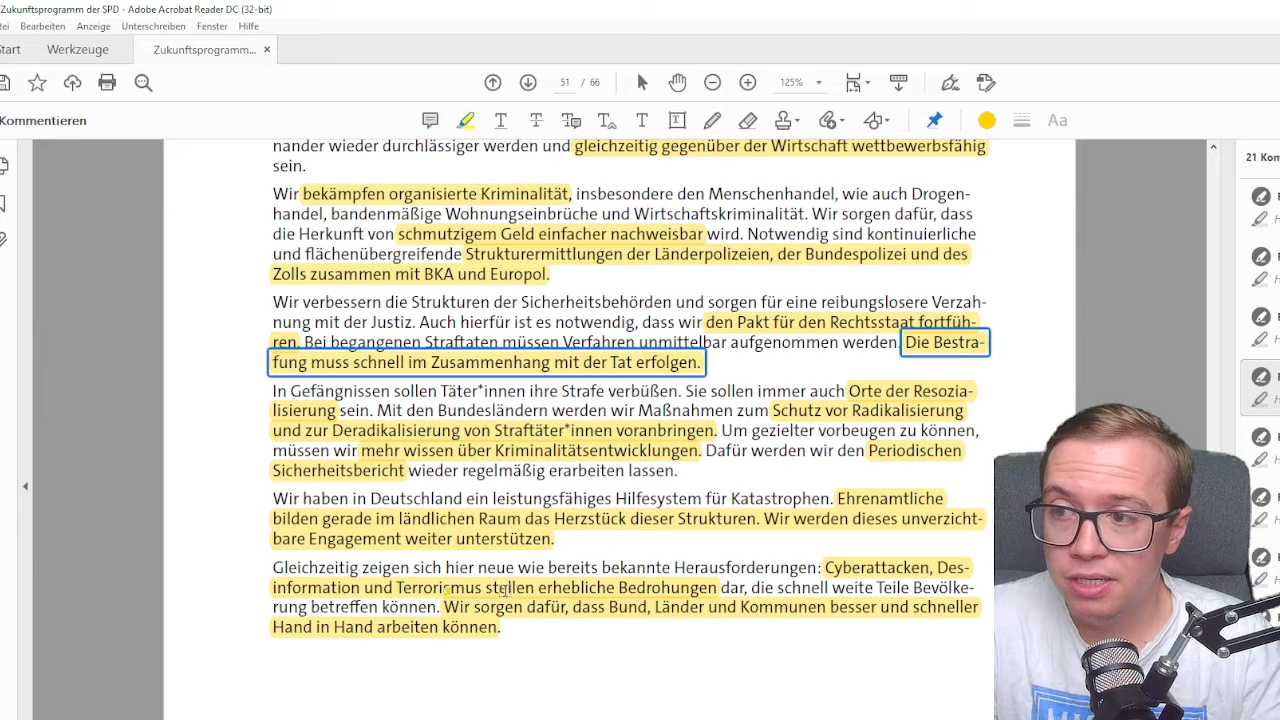 Zukunftsprogramm der SPD - Adobe Acrobat Reader DC (32-bit)
tei Bearbeiten Anzeige Unterschreiben Fenster Hilfe
tart Werkzeuge Zukunftsprogramm... ×
51 / 66 125%
Kommentieren
Aa
nander wieder durchlässiger werden und gleichzeitig gegenüber der Wirtschaft wettbewerbsfähig
sein.
Wir bekämpfen organisierte Kriminalität, insbesondere den Menschenhandel, wie auch Drogen-
handel, bandenmäßige Wohnungseinbrüche und Wirtschaftskriminalität. Wir sorgen dafür, dass
die Herkunft von schmutzigem Geld einfacher nachweisbar wird. Notwendig sind kontinuierliche
und flächenübergreifende Strukturermittlungen der Länderpolizeien, der Bundespolizei und des
Zolls zusammen mit BKA und Europol.
Wir verbessern die Strukturen der Sicherheitsbehörden und sorgen für eine reibungslosere Verzah-
nung mit der Justiz. Auch hierfür ist es notwendig, dass wir den Pakt für den Rechtsstaat fortfüh-
ren. Bei begangenen Straftaten müssen Verfahren unmittelbar aufgenommen werden. Die Bestra-
fung muss schnell im Zusammenhang mit der Tat erfolgen.
In Gefängnissen sollen Täter*innen ihre Strafe verbüßen. Sie sollen immer auch Orte der Resozia-
lisierung sein. Mit den Bundesländern werden wir Maßnahmen zum Schutz vor Radikalisierung
und zur Deradikalisierung von Straftäter*innen voranbringen. Um gezielter vorbeugen zu können,
müssen wir mehr wissen über Kriminalitätsentwicklungen. Dafür werden wir den Periodischen
Sicherheitsbericht wieder regelmäßig erarbeiten lassen.
Wir haben in Deutschland ein leistungsfähiges Hilfesystem für Katastrophen. Ehrenamtliche
bilden gerade im ländlichen Raum das Herzstück dieser Strukturen. Wir werden dieses unverzicht-
bare Engagement weiter unterstützen.
Gleichzeitig zeigen sich hier neue wie bereits bekannte Herausforderungen: Cyberattacken, Des-
information und Terrorismus stellen erhebliche Bedrohungen dar, die schnell weite Teile Bevölke-
rung betreffen können. Wir sorgen dafür, dass Bund, Länder und Kommunen besser und schneller
Hand in Hand arbeiten können.
21 Kon